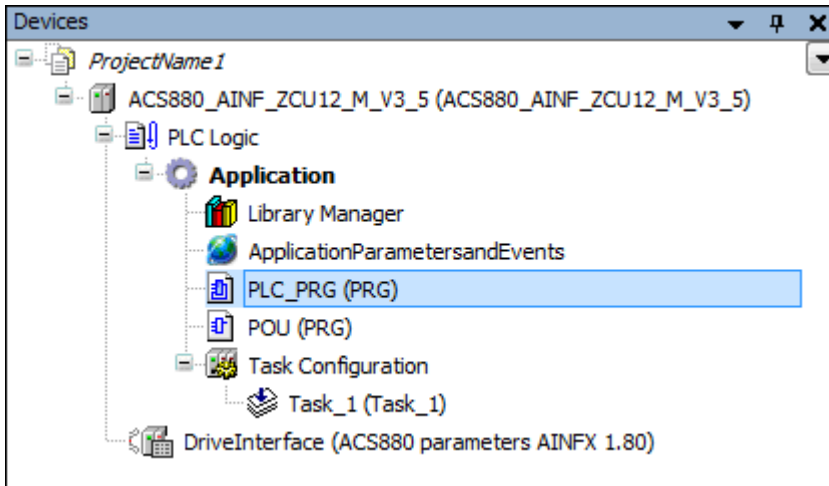 Devices
ProjectName1
ACS880_AINF_ZCU12_M_V3_5 (ACS880_AINF_ZCU12_M_V3_5)
PLC Logic
Application
Library Manager
ApplicationParametersandEvents
PLC_PRG (PRG)
POU (PRG)
Task Configuration
Task_1 (Task_1)
DriveInterface (ACS880 parameters AINFX 1.80)